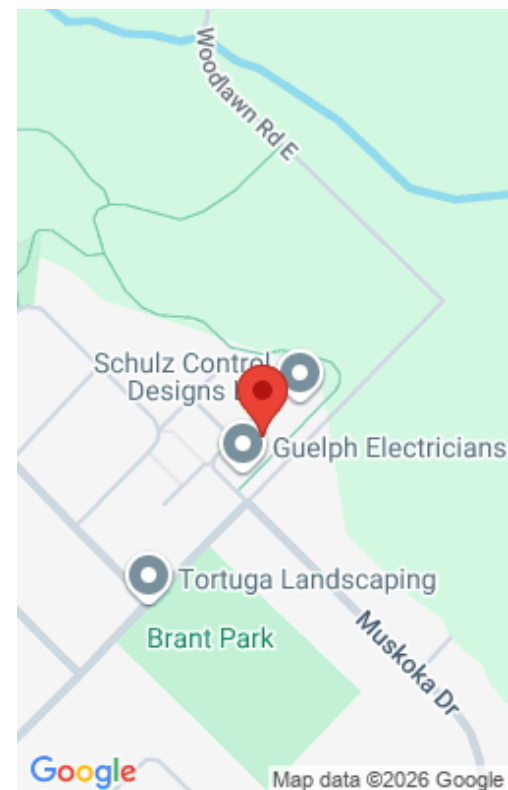 Woodlawn Rd E
Schulz Control
Designs
Guelph Electricians
Tortuga Landscaping
Brant Park
Muskoka Dr
Google
Map data ©2026 Google